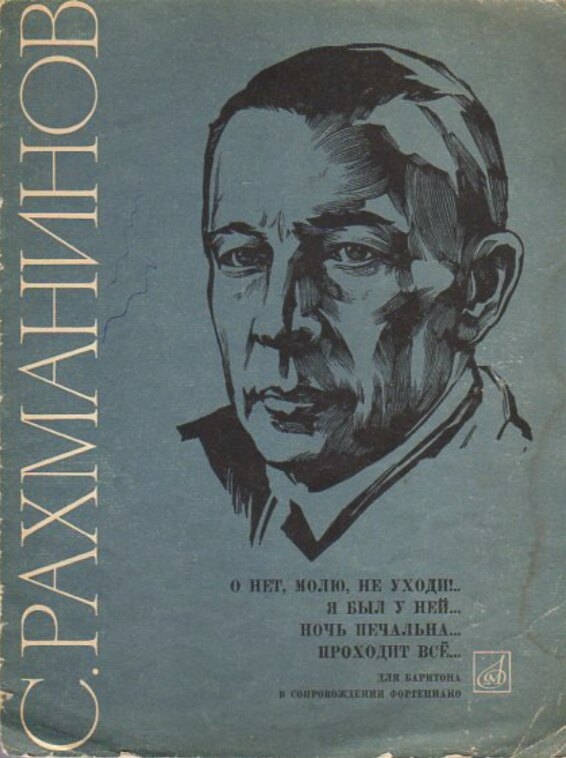 С. РАХМАНИНОВ
О НЕТ, МОЛЮ, НЕ УХОДИ!..
Я БЫЛ У НЕЙ...
НОЧЬ ПЕЧАЛЬНА...
ПРОХОДИТ ВСЁ...
ДЛЯ БАРИТОНА
В СОПРОВОЖДЕНИИ ФОРТЕПИАНО